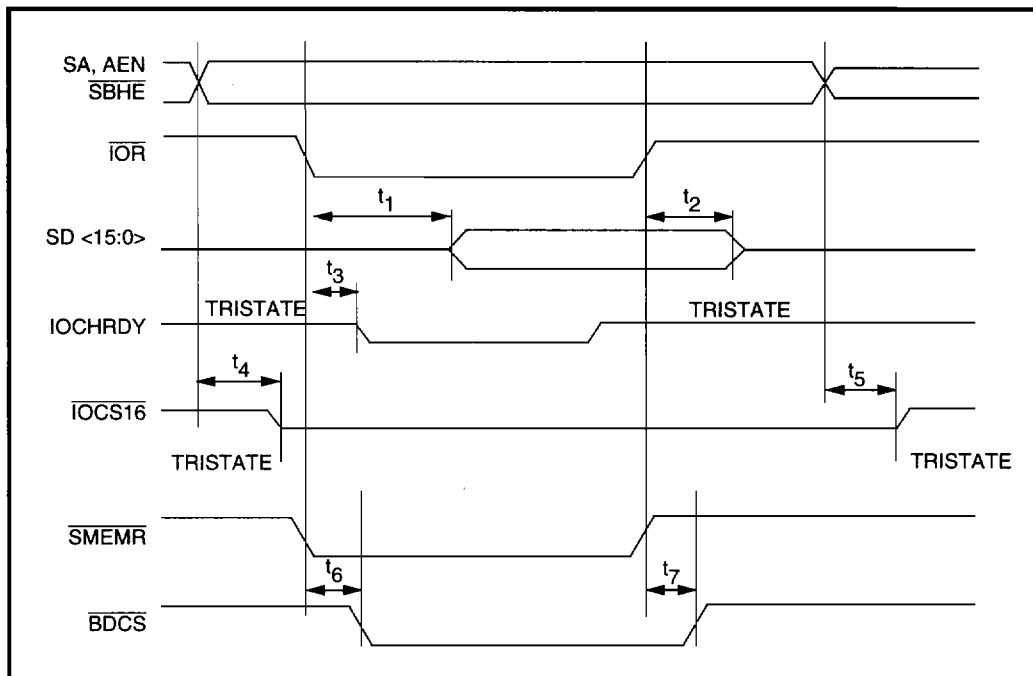 SA, AEN
SBHE
IOR
t1 t2
SD <15:0>
t3
TRISTATE TRISTATE
IOCHRDY
t4 t5
IOCS16
TRISTATE TRISTATE
SMEMR
t6 t7
BDCS